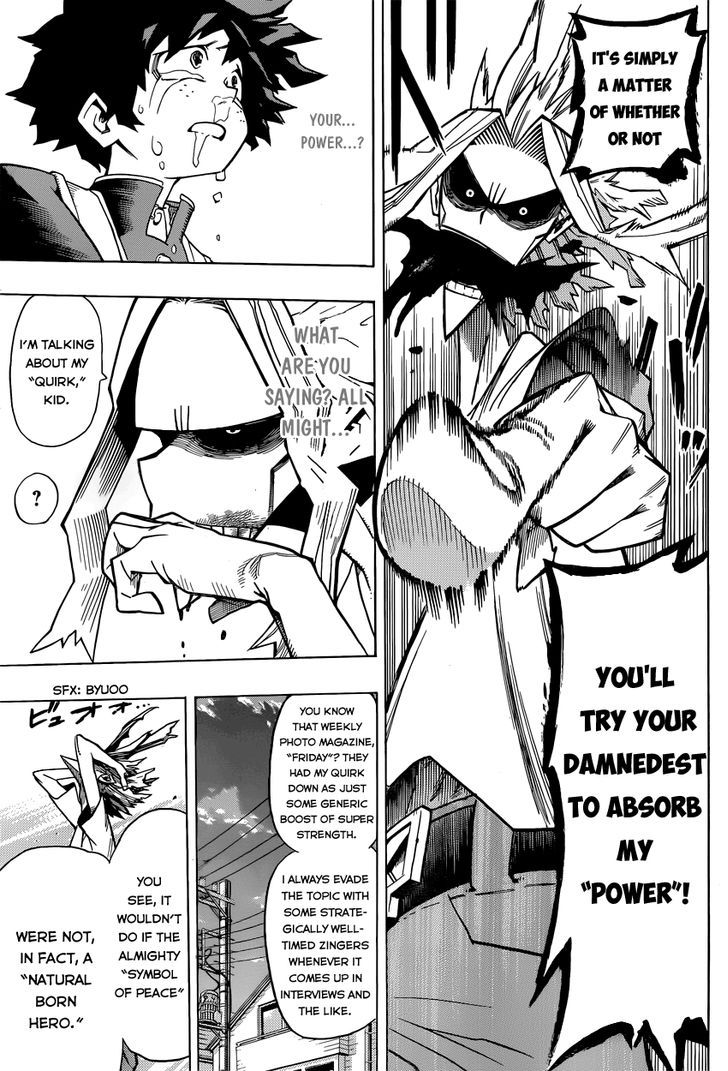 IT'S SIMPLY
A MATTER
OF WHETHER
OR NOT
YOU'LL
TRY YOUR
DAMNEDEST
TO ABSORB
MY
"POWER"!
YOUR...
POWER...?
WHAT
ARE YOU
SAYING? ALL
MIGHT...
I'M TALKING
ABOUT MY
"QUIRK,"
KID.
?
YOU KNOW
THAT WEEKLY
PHOTO MAGAZINE,
"FRIDAY"? THEY
HAD MY QUIRK
DOWN AS JUST
SOME GENERIC
BOOST OF SUPER
STRENGTH.
I ALWAYS EVADE
THE TOPIC WITH
SOME STRATE-
GICALLY WELL-
TIMED ZINGERS
WHENEVER IT
COMES UP IN
INTERVIEWS AND
THE LIKE.
SFX: BYUOO
ビュオォ...
YOU
SEE, IT
WOULDN'T
DO IF THE
ALMIGHTY
"SYMBOL
OF PEACE"
WERE NOT,
IN FACT, A
"NATURAL
BORN
HERO."